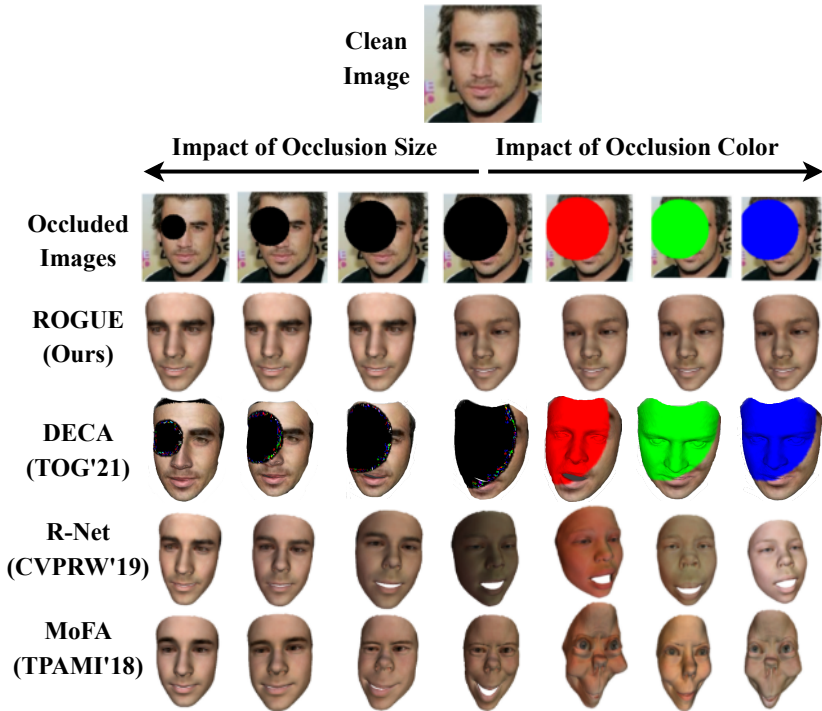 Clean
Image
Impact of Occlusion Size
Impact of Occlusion Color
Occluded
Images
ROGUE
(Ours)
DECA
(TOG'21)
R-Net
(CVPRW'19)
MoFA
(TPAMI'18)